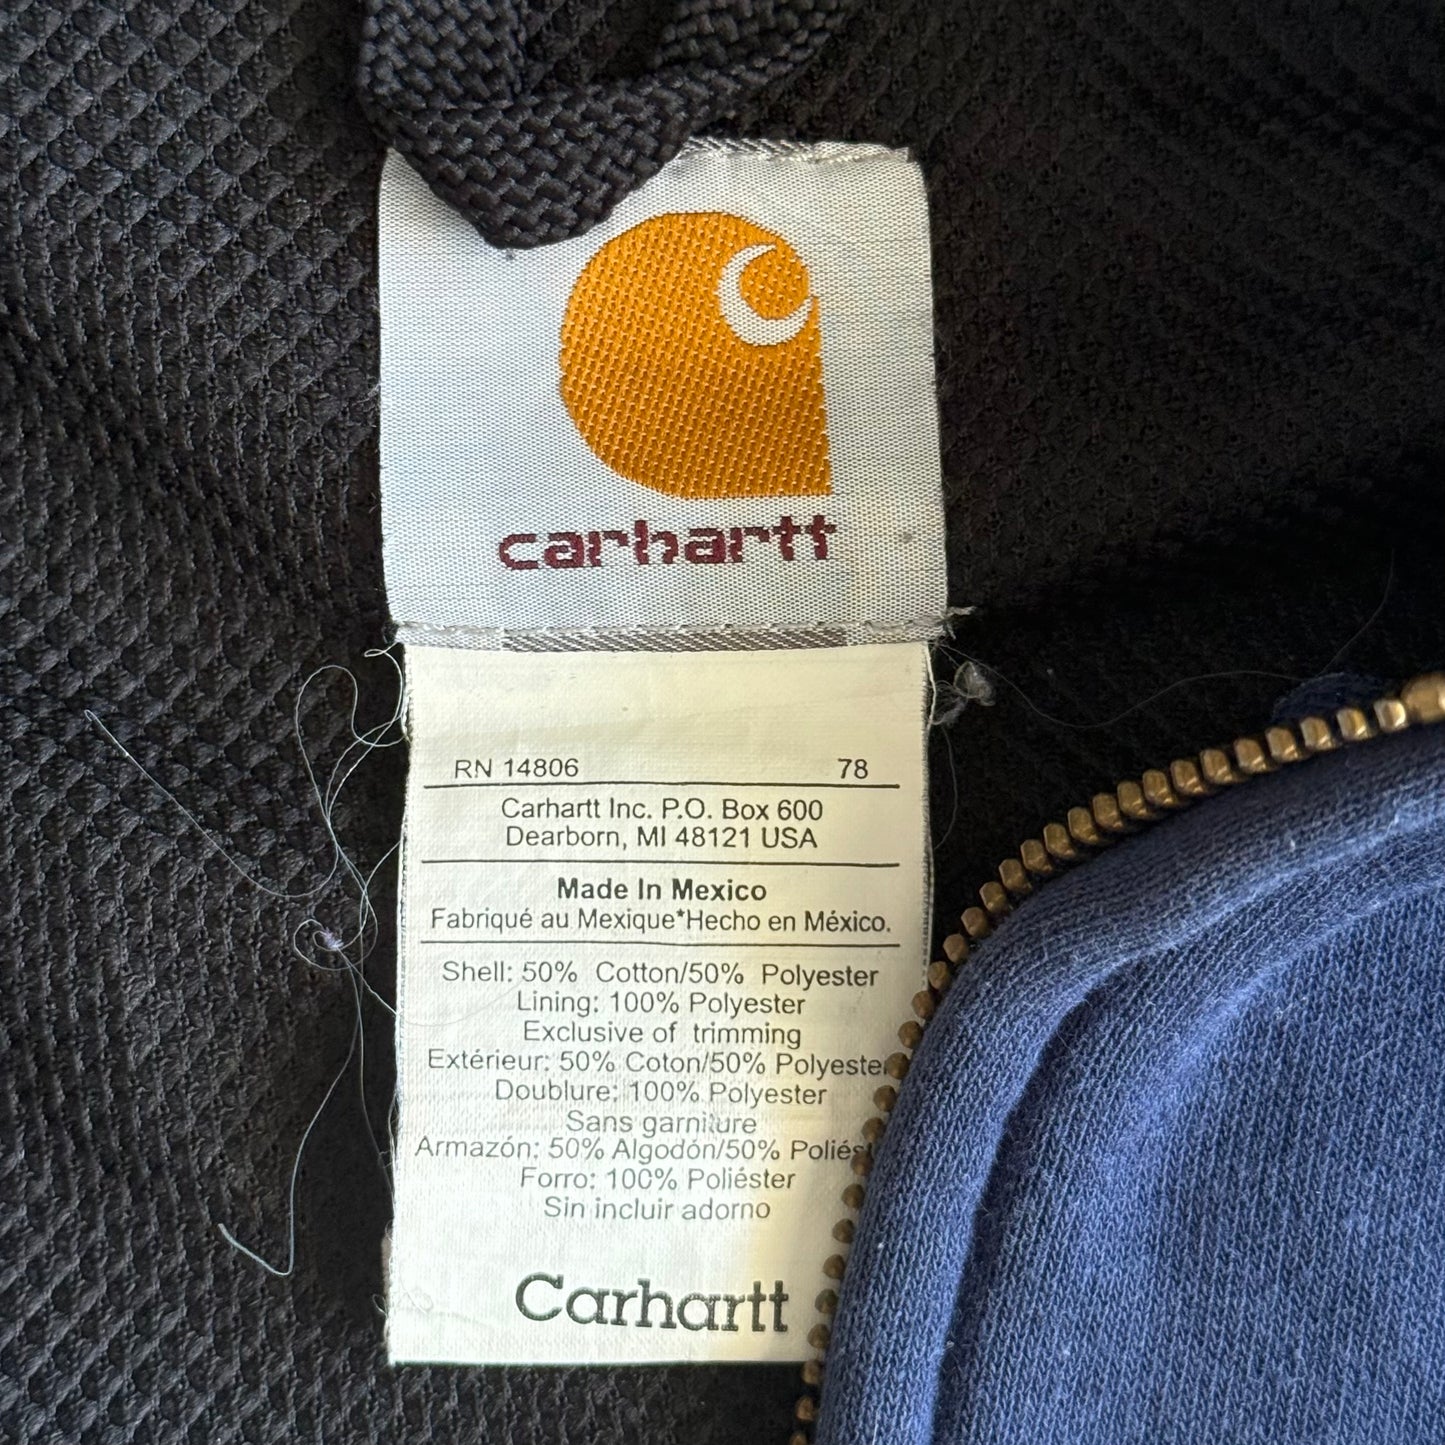 carhartt
RN 14806 78
Carhartt Inc. P.O. Box 600
Dearborn, MI 48121 USA
Made In Mexico
Fabriqué au Mexique*Hecho en México.
Shell: 50% Cotton/50% Polyester
Lining: 100% Polyester
Exclusive of trimming
Extérieur: 50% Coton/50% Polyester
Doublure: 100% Polyester
Sans garniture
Armazón: 50% Algodón/50%
Forro: 100% Poliéster
Sin incluir adorno
Carhartt